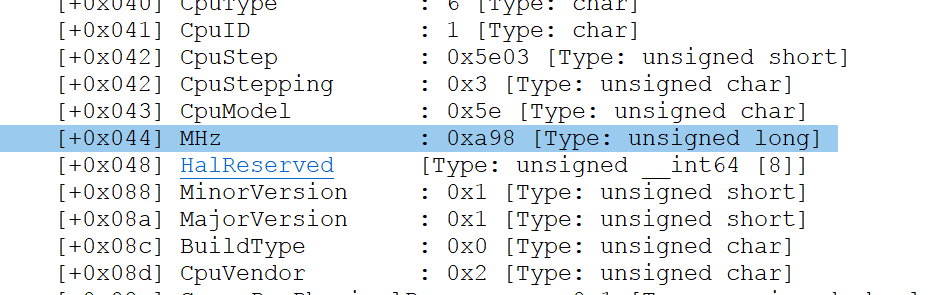 [+0x040] CpuType : 6 [Type: char]
[+0x041] CpuID : 1 [Type: char]
[+0x042] CpuStep : 0x5e03 [Type: unsigned short]
[+0x042] CpuStepping : 0x3 [Type: unsigned char]
[+0x043] CpuModel : 0x5e [Type: unsigned char]
[+0x044] MHz : 0xa98 [Type: unsigned long]
[+0x048] HalReserved [Type: unsigned __int64 [8]]
[+0x088] MinorVersion : 0x1 [Type: unsigned short]
[+0x08a] MajorVersion : 0x1 [Type: unsigned short]
[+0x08c] BuildType : 0x0 [Type: unsigned char]
[+0x08d] CpuVendor : 0x2 [Type: unsigned char]